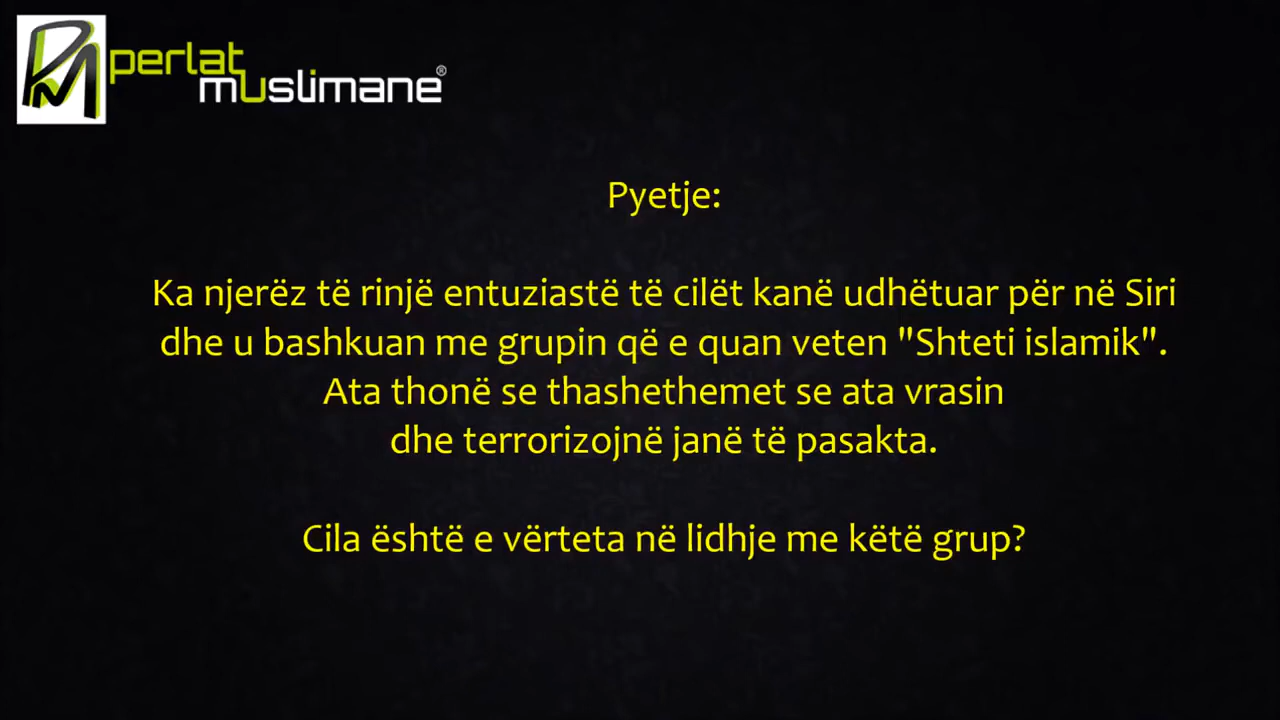 perlat
muslimane®
Pyetje:
Ka njerëz të rinjë entuziastë të cilët kanë udhëtuar për në Siri
dhe u bashkuan me grupin që e quan veten "Shteti islamik".
Ata thonë se thashethemet se ata vrasin
dhe terrorizojnë janë të pasakta.
Cila është e vërteta në lidhje me këtë grup?